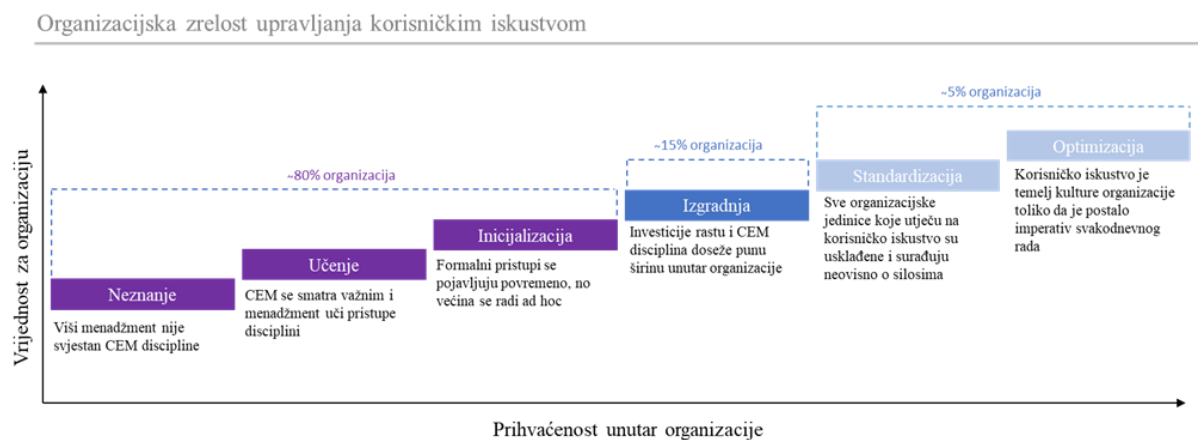 Organizacijska zrelost upravljanja korisničkim iskustvom
Vrijednost za organizaciju
~80% organizacija
~15% organizacija
~5% organizacija
Neznanje
Viši menadžment nije
svjestan CEM discipline
Učenje
CEM se smatra važnim i
menadžment uči pristupe
disciplini
Inicijalizacija
Formalni pristupi se
pojavljuju povremeno, no
većina se radi ad hoc
Izgradnja
Investicije rastu i CEM
disciplina doseže punu
širinu unutar organizacije
Standardizacija
Sve organizacijske
jedinice koje utječu na
korisničko iskustvo su
usklađene i surađuju
neovisno o silosima
Optimizacija
Korisničko iskustvo je
temelj kulture organizacije
toliko da je postalo
imperativ svakodnevnog
rada
Prihvaćenost unutar organizacije